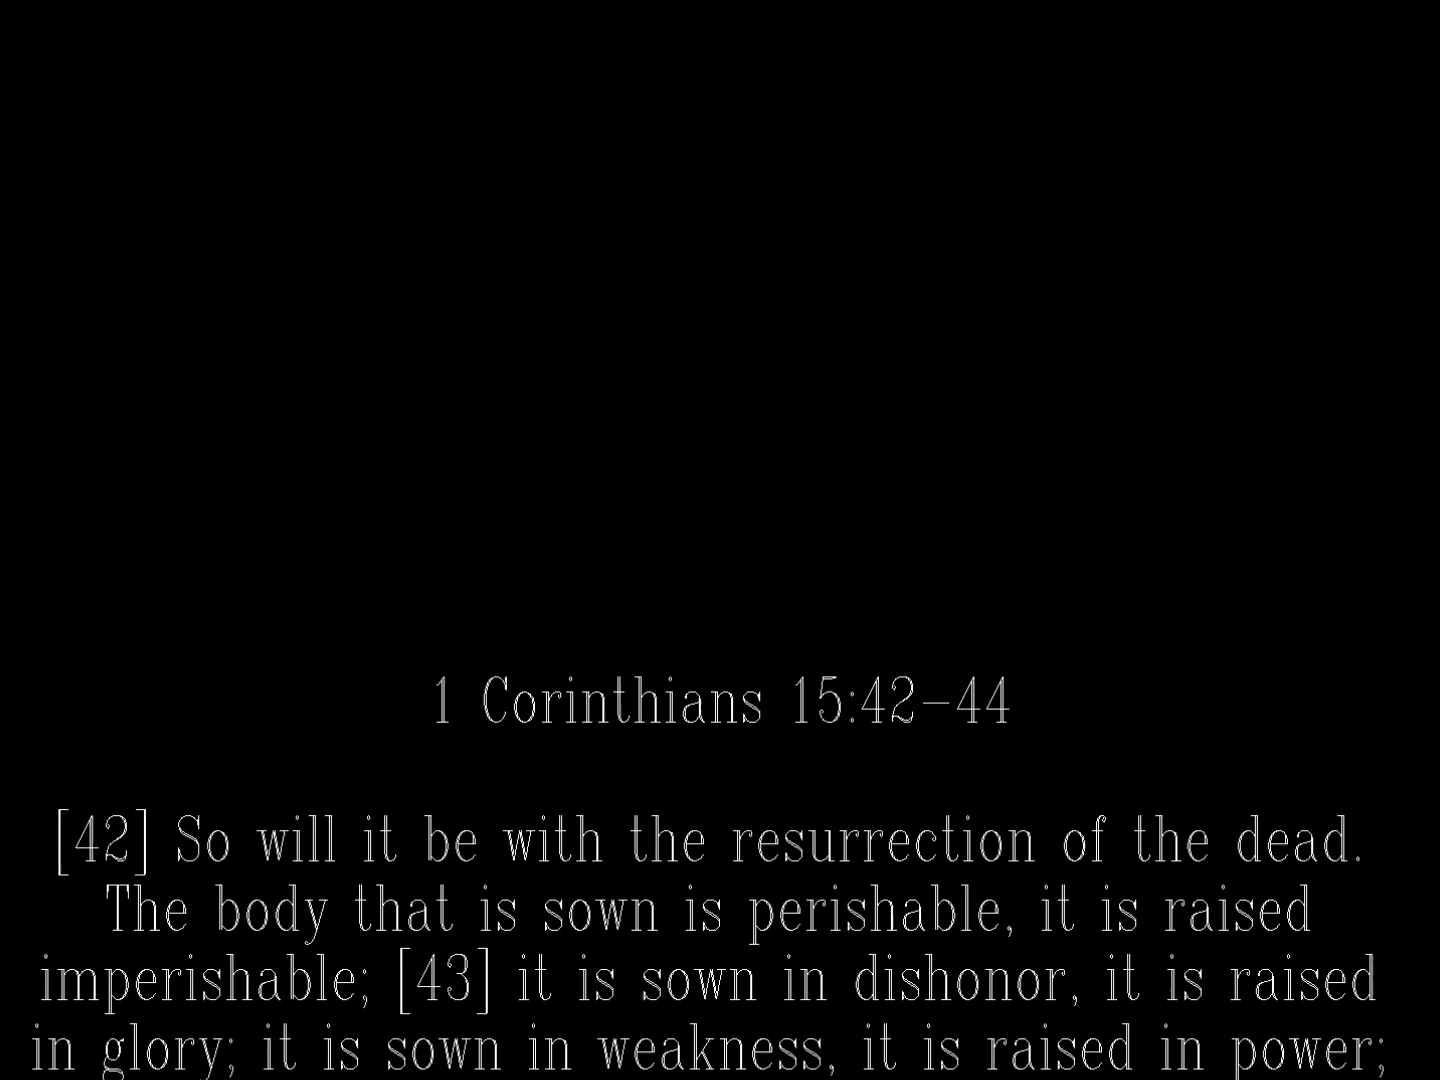 1 Corinthians 15:42-44
[42] So will it be with the resurrection of the dead.
The body that is sown is perishable, it is raised
imperishable; [43] it is sown in dishonor, it is raised
in glory; it is sown in weakness, it is raised in power;